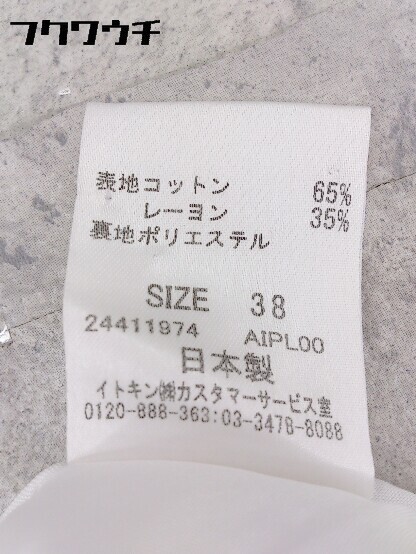 フクワウチ
表地コットン 65%
レーヨン 35%
裏地ポリエステル
SIZE 38
24411974 AIPL00
日本製
イトキン㈱カスタマーサービス室
0120-888-363:03-3478-8088